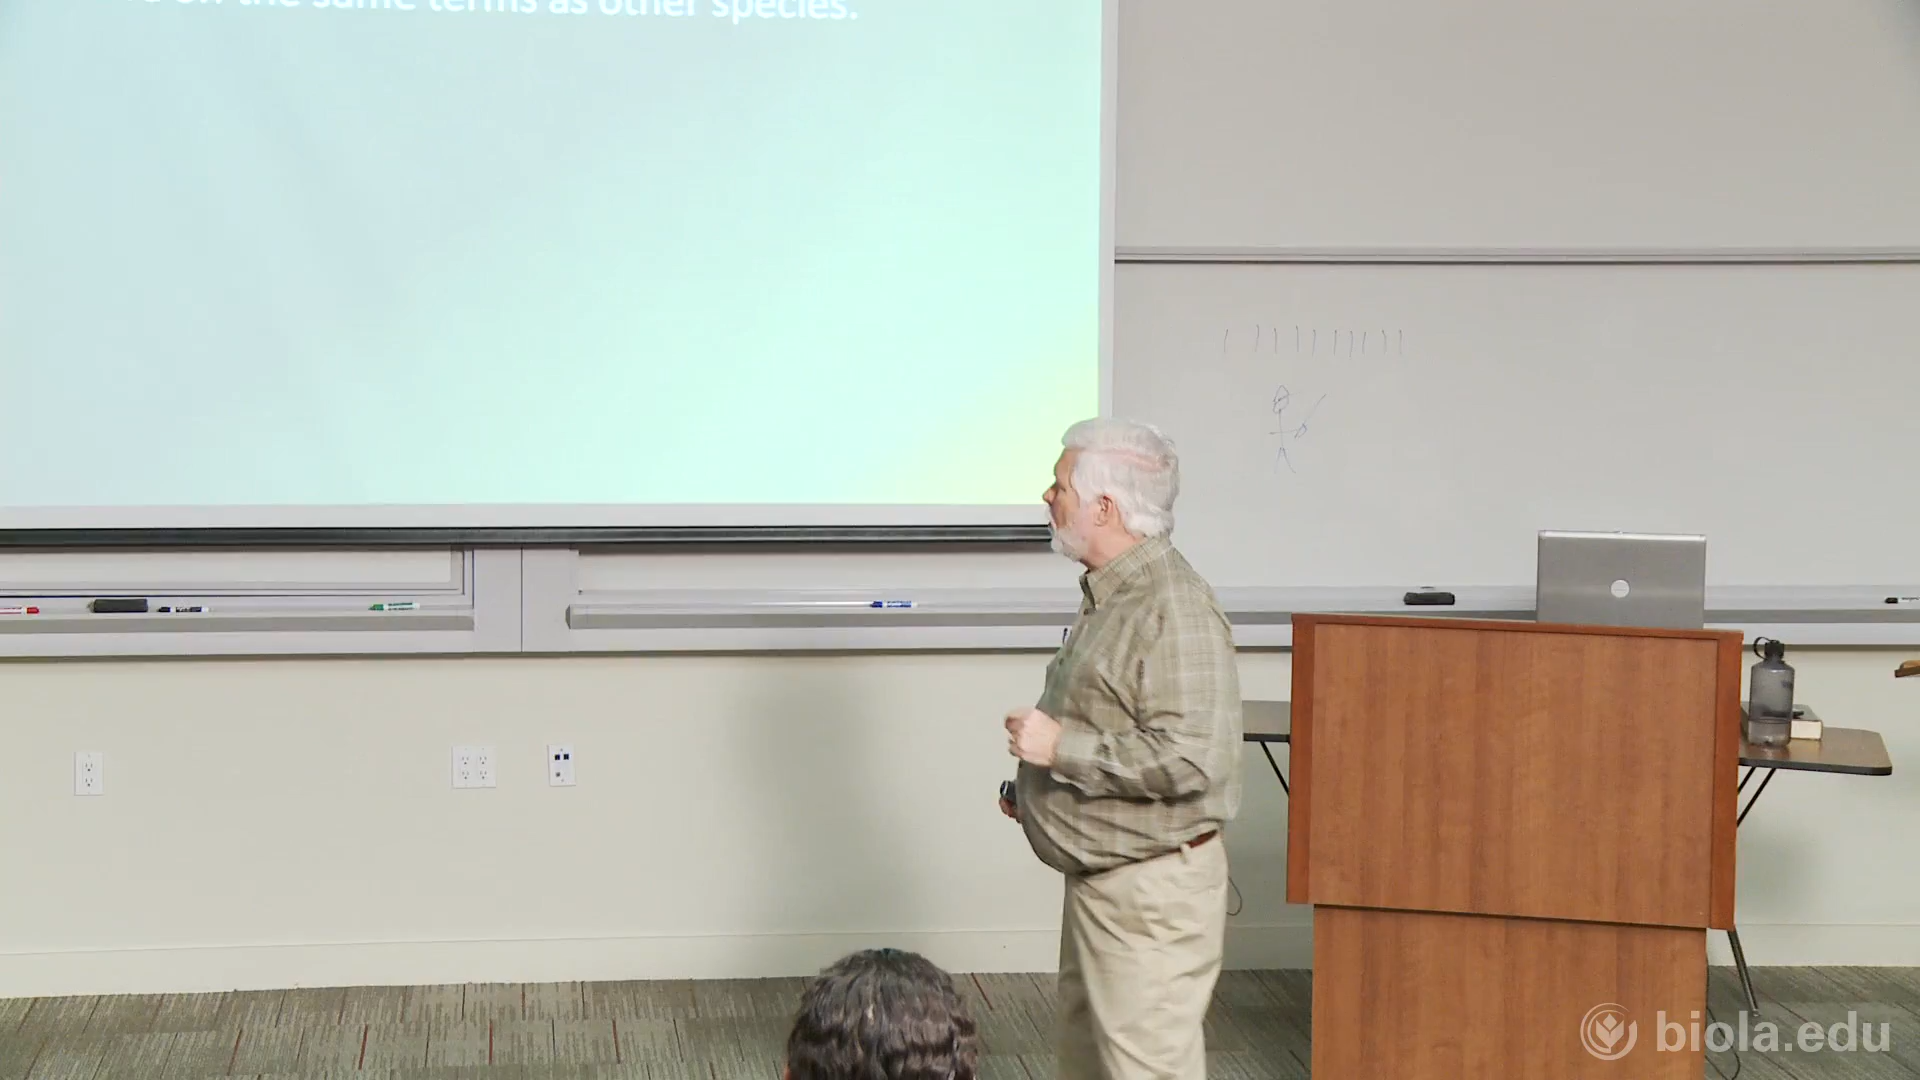 on the same terms as other species.
biola.edu